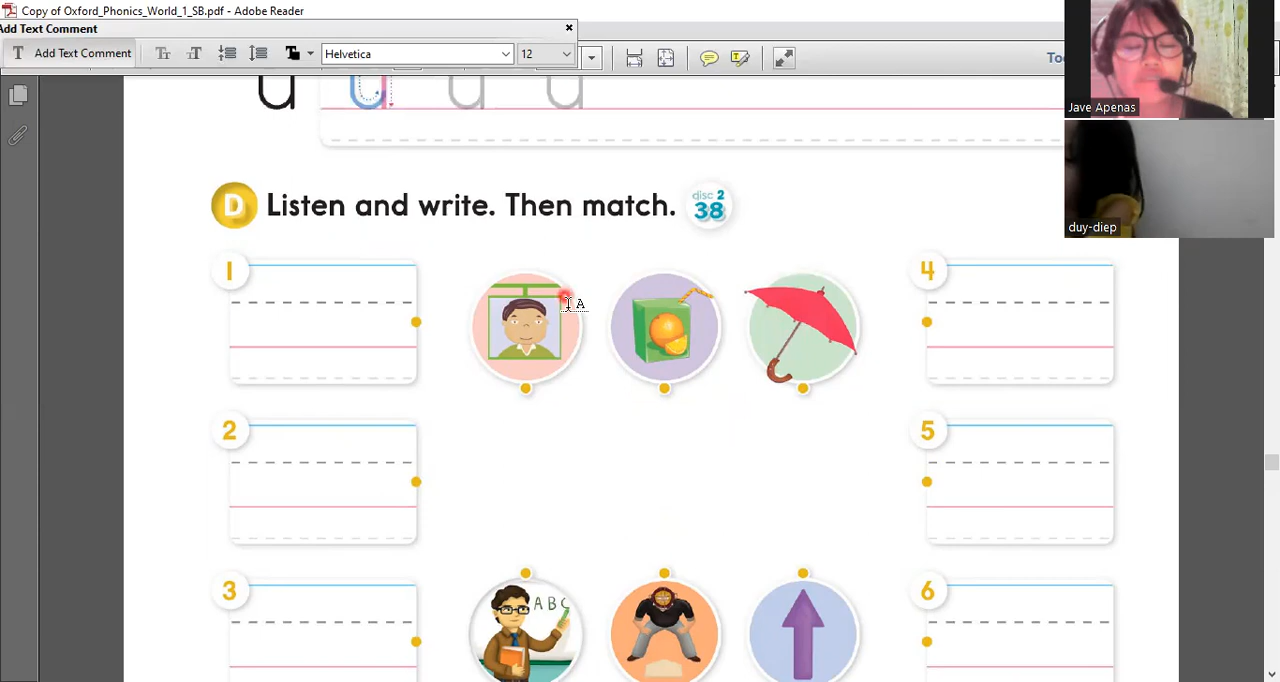 Copy of Oxford_Phonics_World_1_SB.pdf - Adobe Reader
Add Text Comment
T Add Text Comment Helvetica 12
Too
Jave Apenas
duy-diep
u u u u
D Listen and write. Then match. disc 2 38
1
4
2
5
3
A B C
6